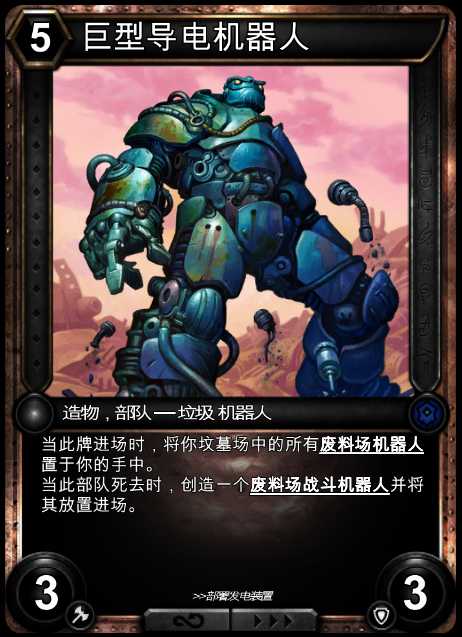 5 巨型导电机器人
造物，部队 — 垃圾 机器人
当此牌进场时，将你坟墓场中的所有废料场机器人
置于你的手中。
当此部队死去时，创造一个废料场战斗机器人并将
其放置进场。
3 3
>>部署发电装置